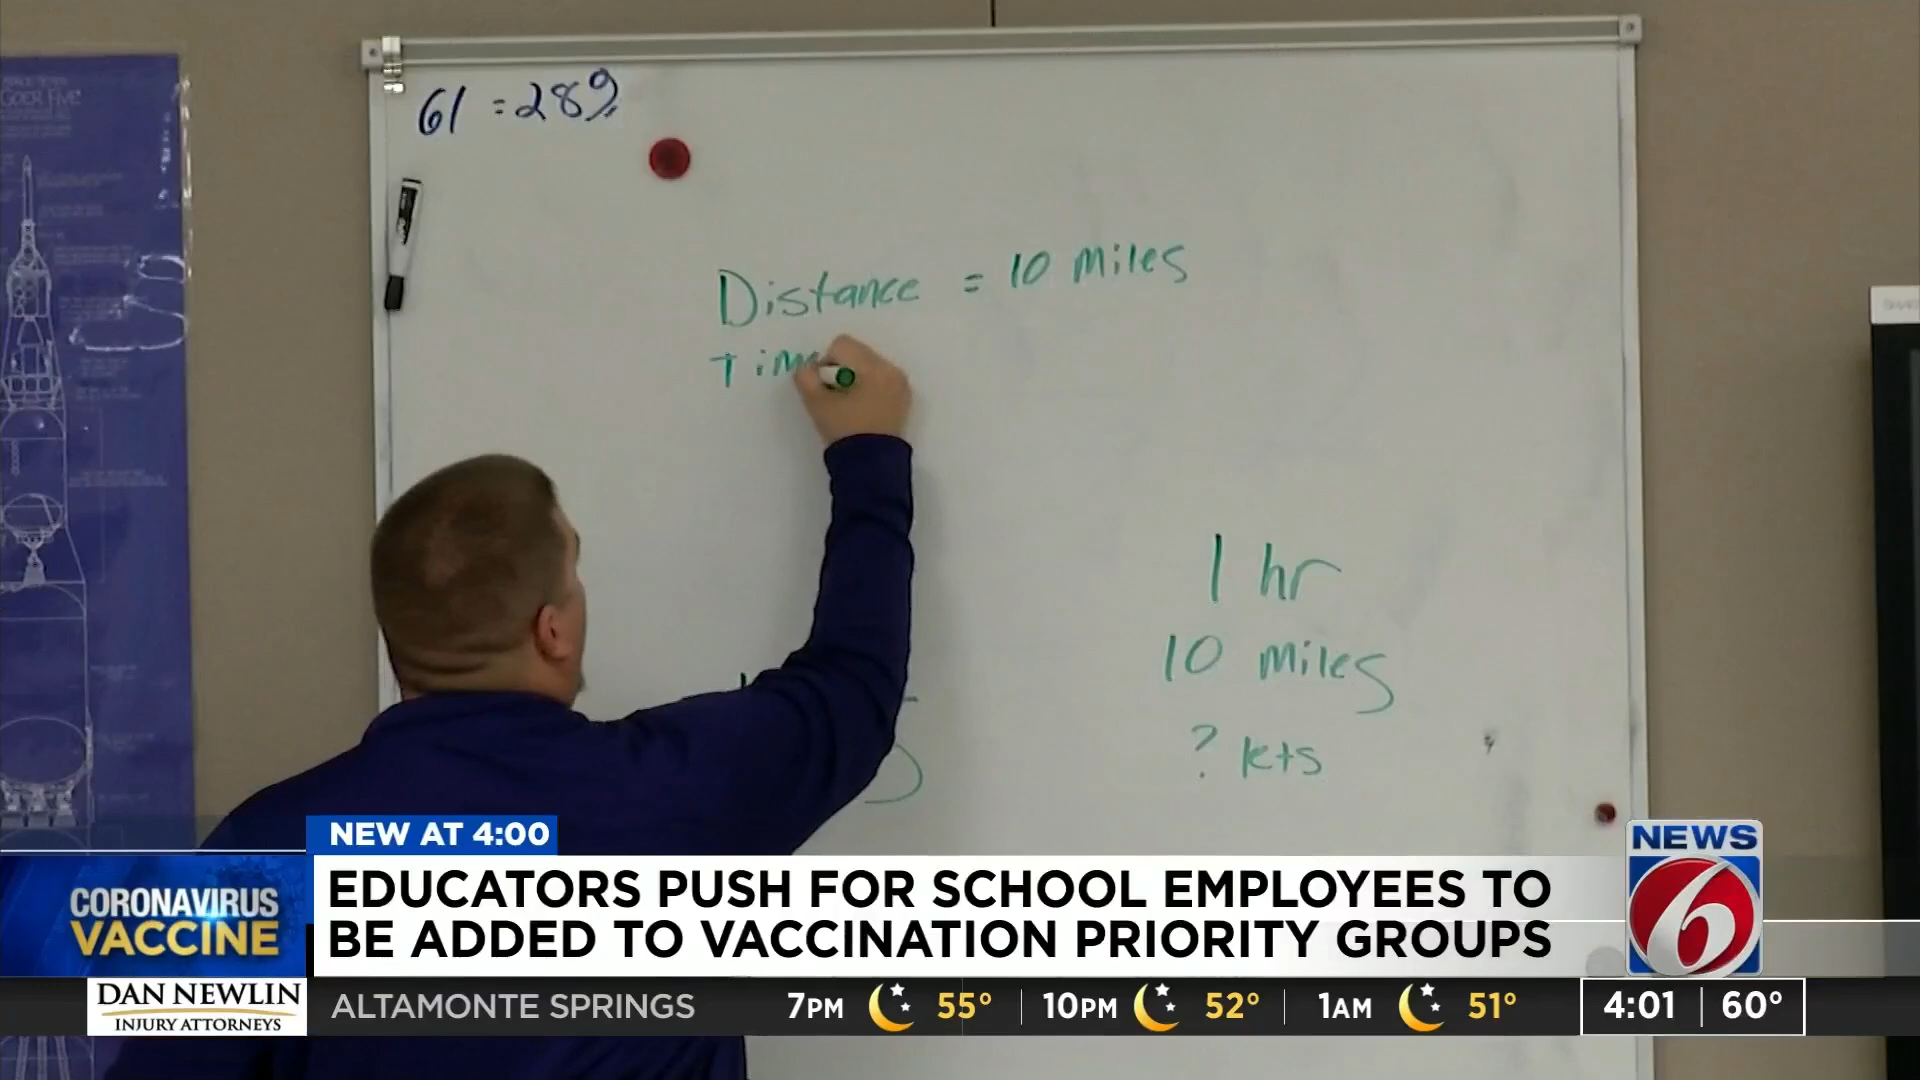 61 = 289
Distance = 10 miles
Tim
1 hr
10 miles
? kts
NEW AT 4:00
CORONAVIRUS
VACCINE
EDUCATORS PUSH FOR SCHOOL EMPLOYEES TO
BE ADDED TO VACCINATION PRIORITY GROUPS
NEWS
6
DAN NEWLIN
INJURY ATTORNEYS
ALTAMONTE SPRINGS 7PM 55° 10PM 52° 1AM 51°
4:01 60°